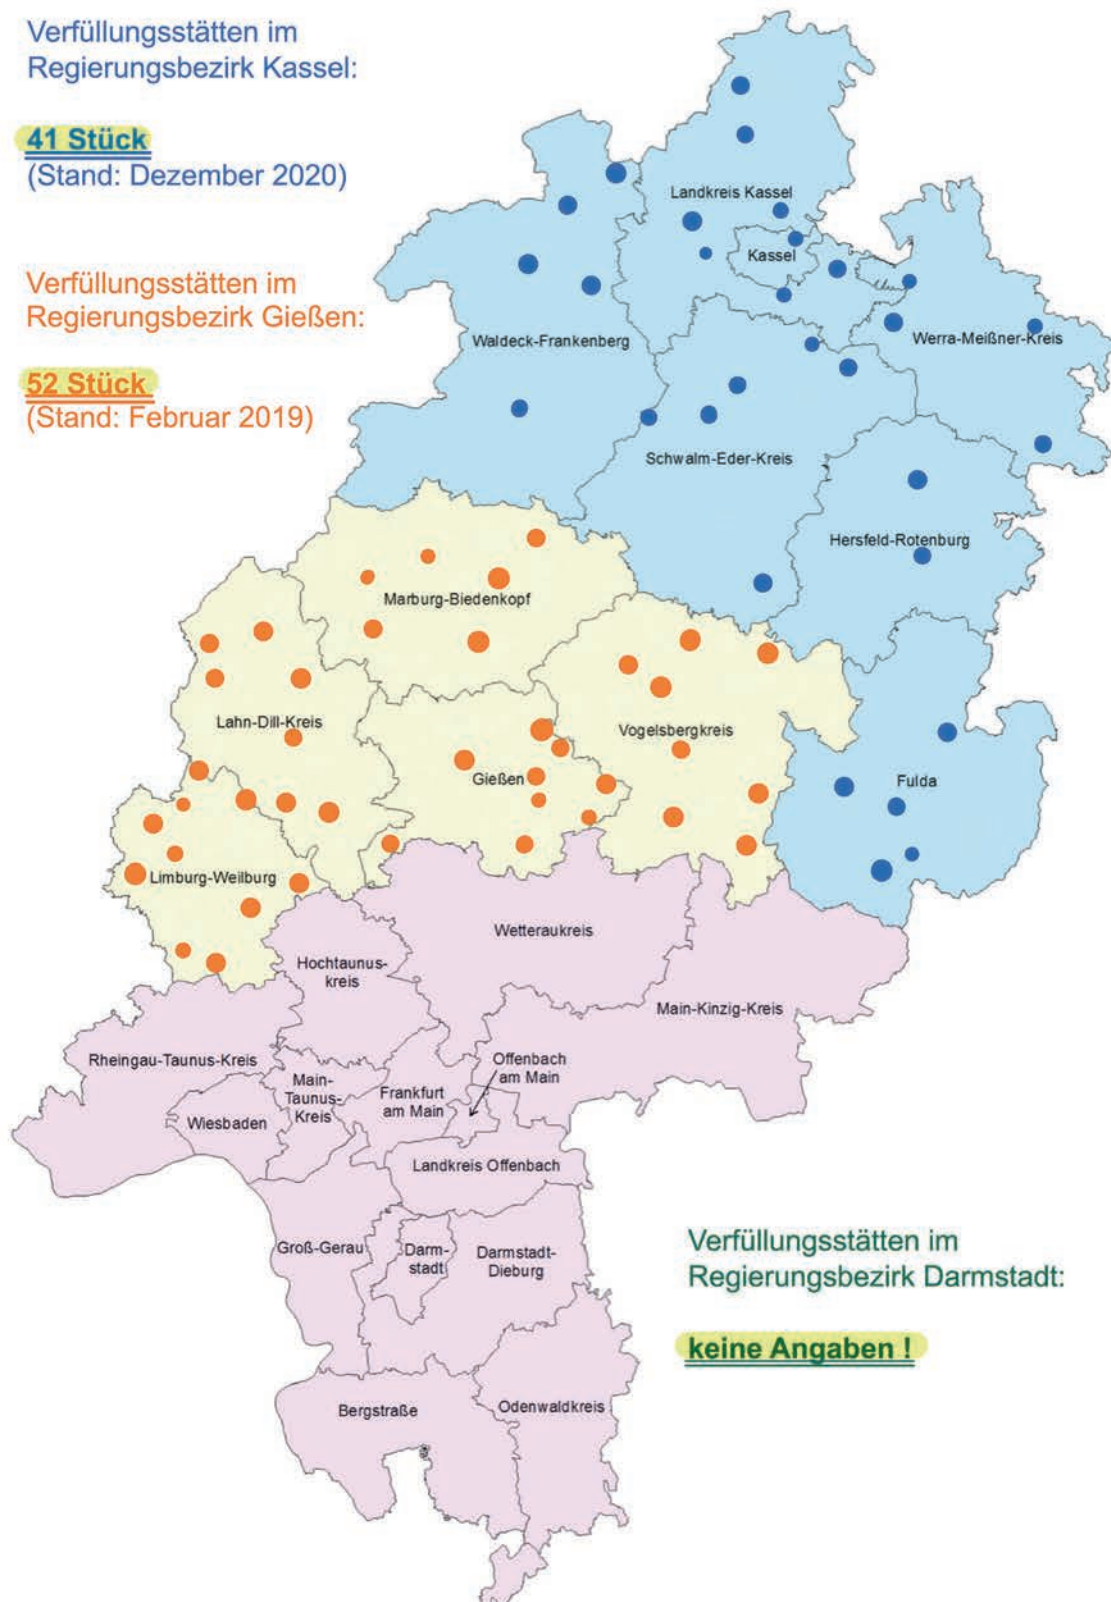 Verfüllungsstätten im
Regierungsbezirk Kassel:
41 Stück
(Stand: Dezember 2020)
Verfüllungsstätten im
Regierungsbezirk Gießen:
52 Stück
(Stand: Februar 2019)
Landkreis Kassel
Kassel
Waldeck-Frankenberg
Werra-Meißner-Kreis
Schwalm-Eder-Kreis
Hersfeld-Rotenburg
Marburg-Biedenkopf
Lahn-Dill-Kreis
Vogelsbergkreis
Gießen
Fulda
Limburg-Weilburg
Wetteraukreis
Hochtaunus-
kreis
Main-Kinzig-Kreis
Rheingau-Taunus-Kreis
Offenbach
am Main
Main-
Taunus-
Kreis
Frankfurt
am Main
Wiesbaden
Landkreis Offenbach
Groß-Gerau
Darm-
stadt
Darmstadt-
Dieburg
Verfüllungsstätten im
Regierungsbezirk Darmstadt:
keine Angaben !
Bergstraße
Odenwaldkreis